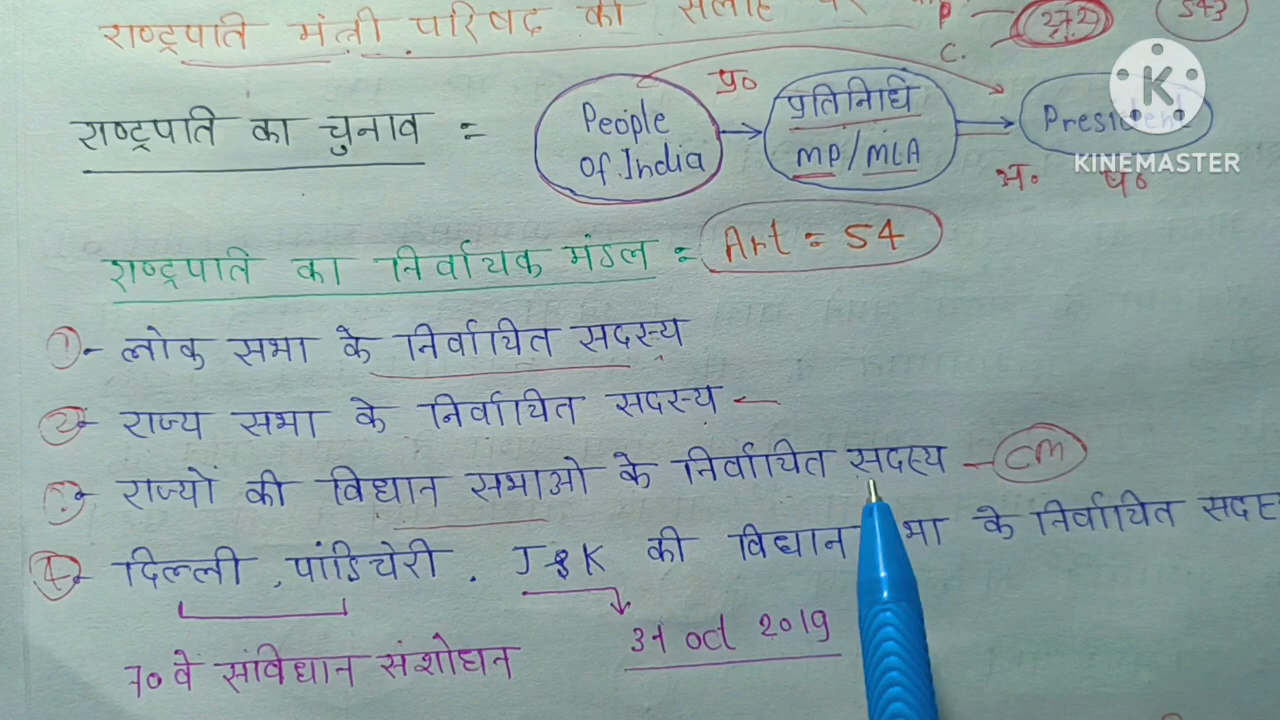 राष्ट्रपति मंत्री परिषद की सलाह पर
P — 272 543
C.
राष्ट्रपति का चुनाव = People of India प्र० प्रतिनिधि MP/MLA President
अ० प्र०
KINEMASTER
राष्ट्रपति का निर्वाचक मंडल = Art = 54
1- लोक सभा के निर्वाचित सदस्य
2- राज्य सभा के निर्वाचित सदस्य —
3- राज्यों की विधान सभाओ के निर्वाचित सदस्य — CM
4- दिल्ली, पांडिचेरी. J&K की विधान भा के निर्वाचित
31 oct 2019
70 वे संविधान संशोधन